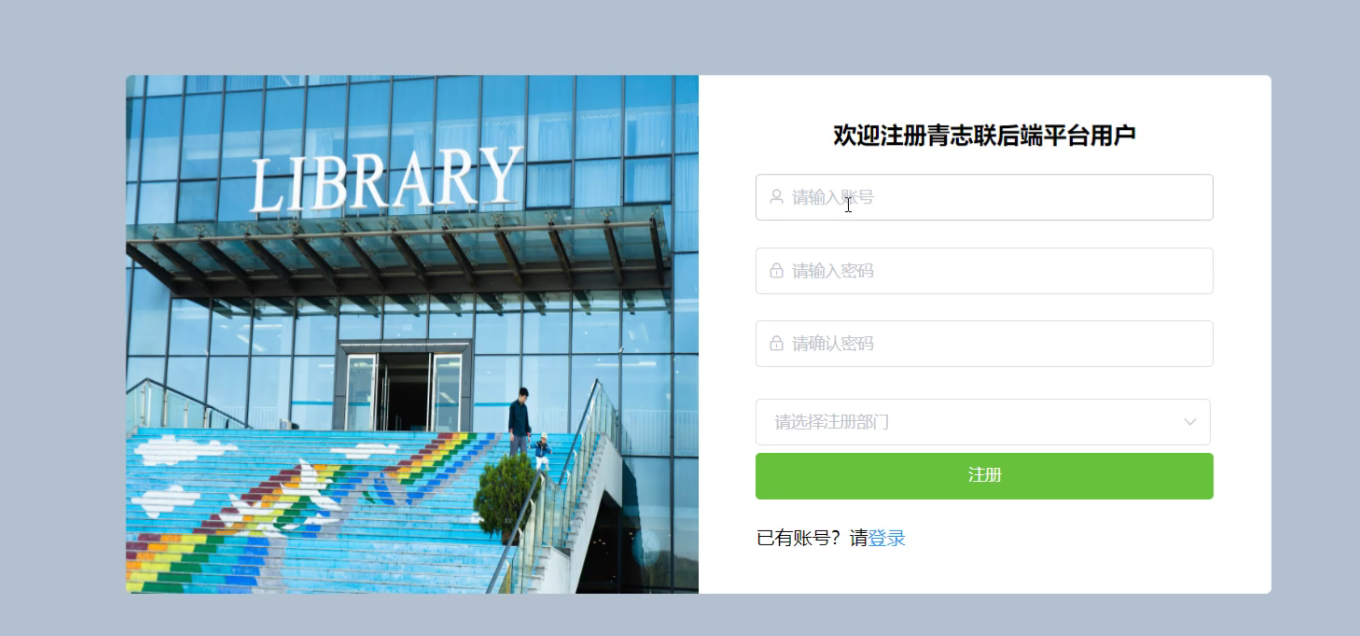 LIBRARY
欢迎注册青志联后端平台用户
请输入账号
请输入密码
请确认密码
请选择注册部门
注册
已有账号？请登录